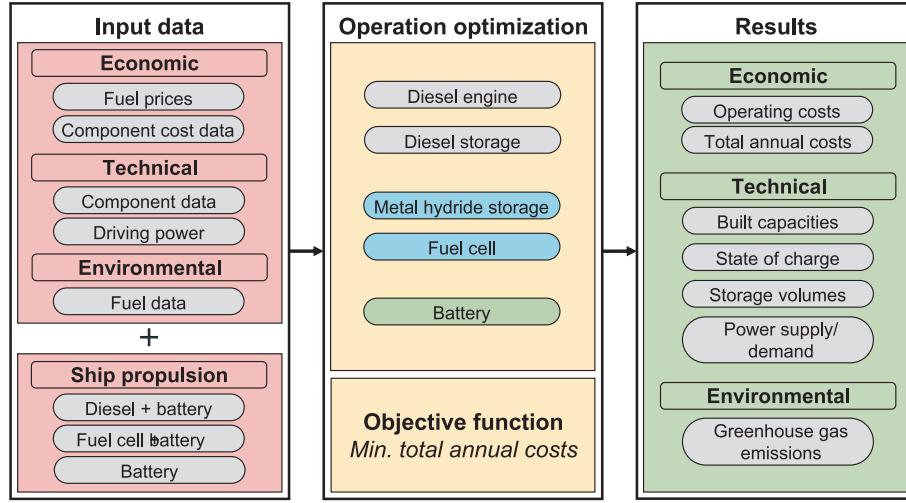 Input data
Economic
Fuel prices
Component cost data
Technical
Component data
Driving power
Environmental
Fuel data
+
Ship propulsion
Diesel + battery
Fuel cell battery
Battery
Operation optimization
Diesel engine
Diesel storage
Metal hydride storage
Fuel cell
Battery
Objective function
Min. total annual costs
Results
Economic
Operating costs
Total annual costs
Technical
Built capacities
State of charge
Storage volumes
Power supply/
demand
Environmental
Greenhouse gas
emissions